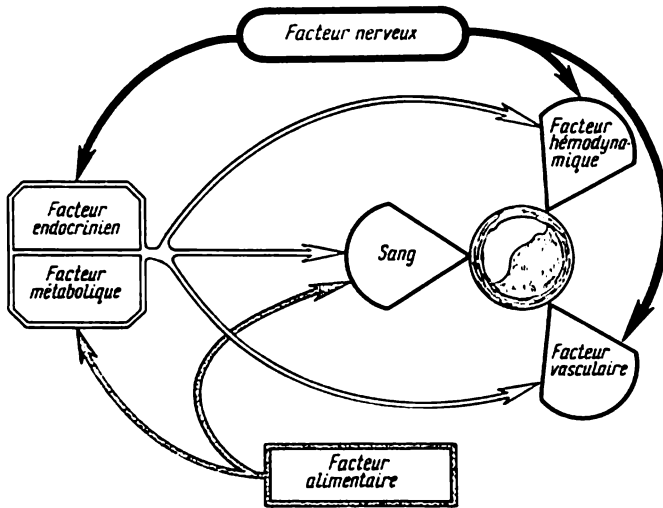 Facteur nerveux
Facteur
hémodyna-
mique
Facteur
endocrinien
Facteur
métabolique
Sang
Facteur
vasculaire
Facteur
alimentaire